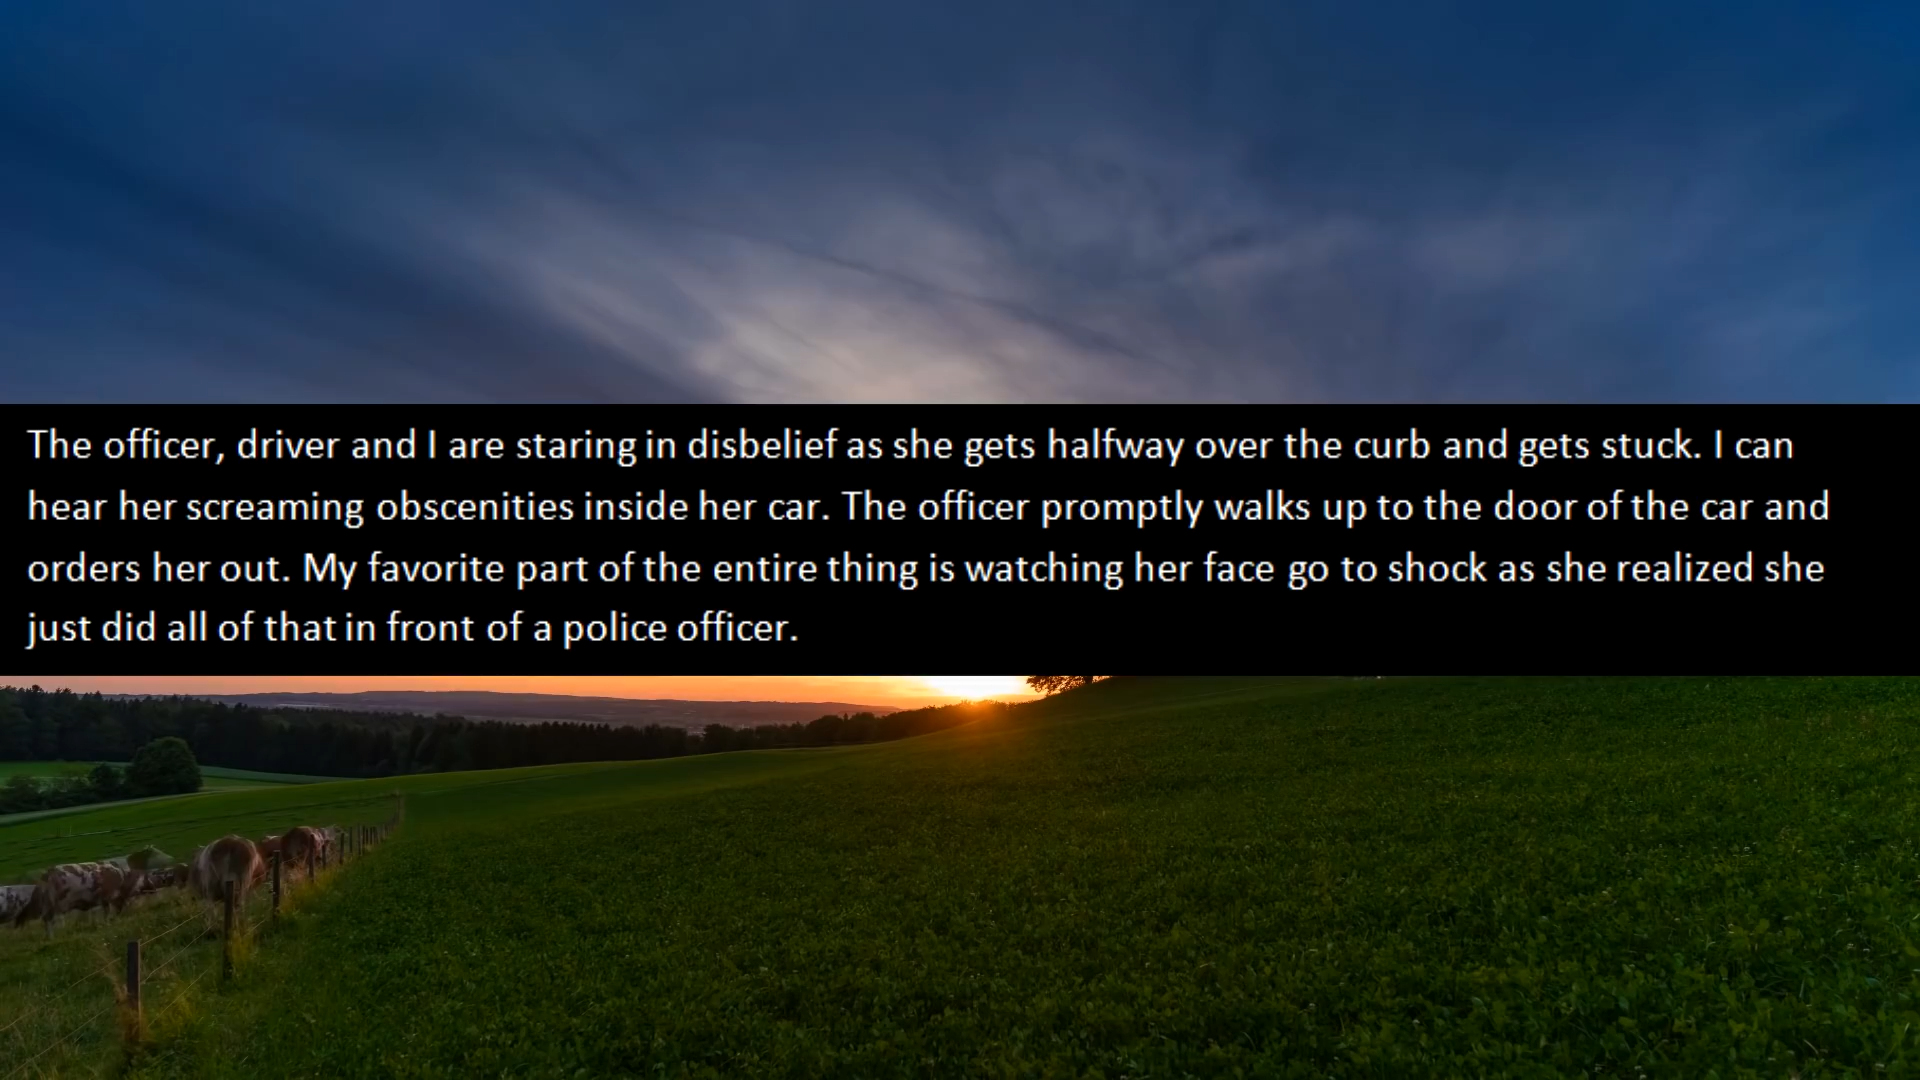 The officer, driver and I are staring in disbelief as she gets halfway over the curb and gets stuck. I can
hear her screaming obscenities inside her car. The officer promptly walks up to the door of the car and
orders her out. My favorite part of the entire thing is watching her face go to shock as she realized she
just did all of that in front of a police officer.